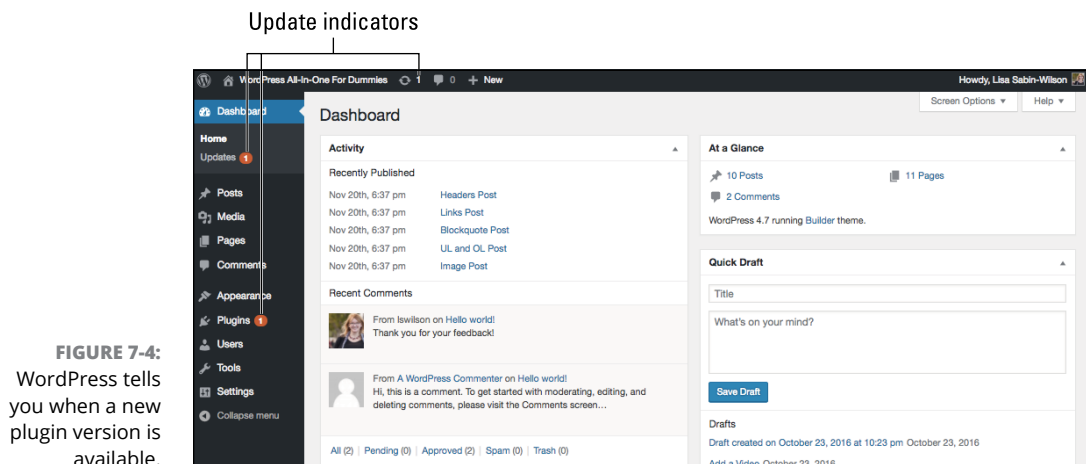 Update indicators
WordPress All-In-One For Dummies 1 0 + New Howdy, Lisa Sabin-Wilson
Screen Options Help
Dashboard
Home
Updates 1
Posts
Media
Pages
Comments
Appearance
Plugins 1
Users
Tools
Settings
Collapse menu
Dashboard
Activity
Recently Published
Nov 20th, 6:37 pm Headers Post
Nov 20th, 6:37 pm Links Post
Nov 20th, 6:37 pm Blockquote Post
Nov 20th, 6:37 pm UL and OL Post
Nov 20th, 6:37 pm Image Post
Recent Comments
From lswilson on Hello world!
Thank you for your feedback!
From A WordPress Commenter on Hello world!
Hi, this is a comment. To get started with moderating, editing, and
deleting comments, please visit the Comments screen…
All (2) | Pending (0) | Approved (2) | Spam (0) | Trash (0)
At a Glance
10 Posts 11 Pages
2 Comments
WordPress 4.7 running Builder theme.
Quick Draft
Title
What's on your mind?
Save Draft
Drafts
Draft created on October 23, 2016 at 10:23 pm October 23, 2016
Add a Video October 23, 2016
FIGURE 7-4:
WordPress tells
you when a new
plugin version is
available.